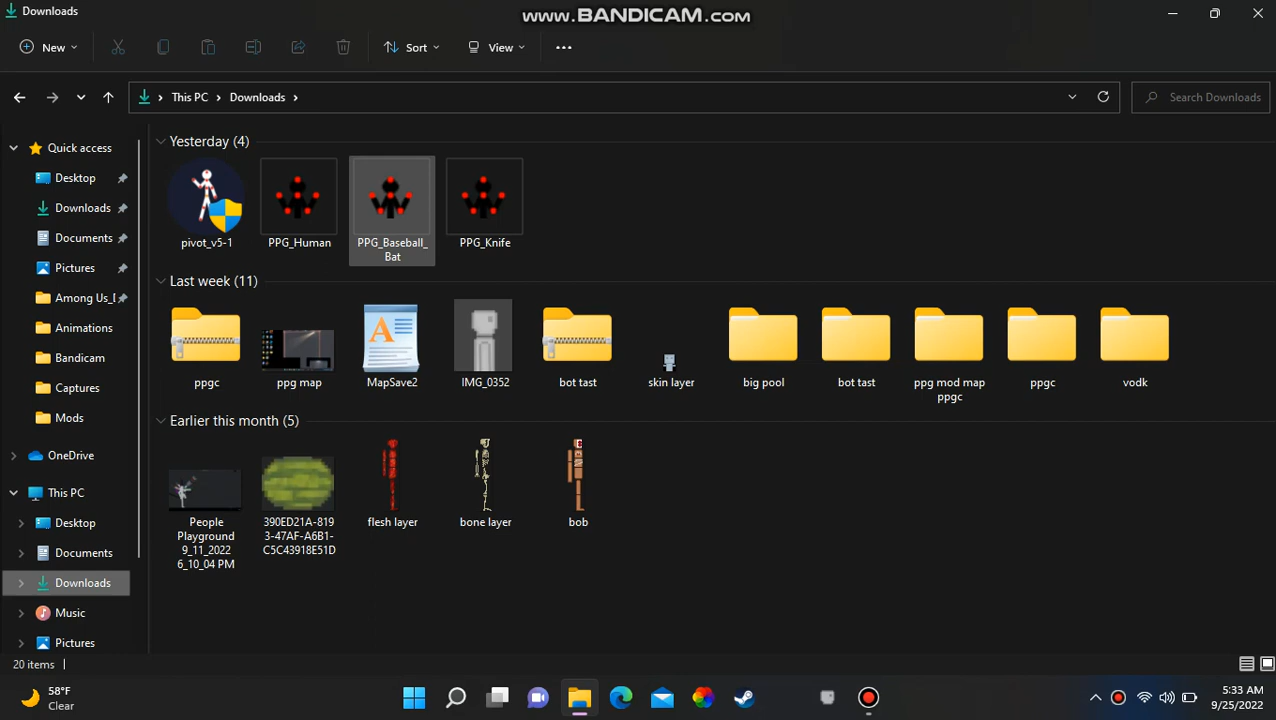 Downloads
www.BANDICAM.com
New
Sort
View
This PC
Downloads
Search Downloads
Quick access
Desktop
Downloads
Documents
Pictures
Among Us_I
Animations
Bandicam
Captures
Mods
OneDrive
This PC
Desktop
Documents
Downloads
Music
Pictures
Yesterday (4)
pivot_v5-1
PPG_Human
PPG_Baseball_
Bat
PPG_Knife
Last week (11)
ppgc
ppg map
MapSave2
IMG_0352
bot tast
skin layer
big pool
bot tast
ppg mod map
ppgc
ppgc
vodk
Earlier this month (5)
People
Playground
9_11_2022
6_10_04 PM
390ED21A-819
3-47AF-A6B1-
C5C43918E51D
flesh layer
bone layer
bob
20 items
58°F
Clear
5:33 AM
9/25/2022